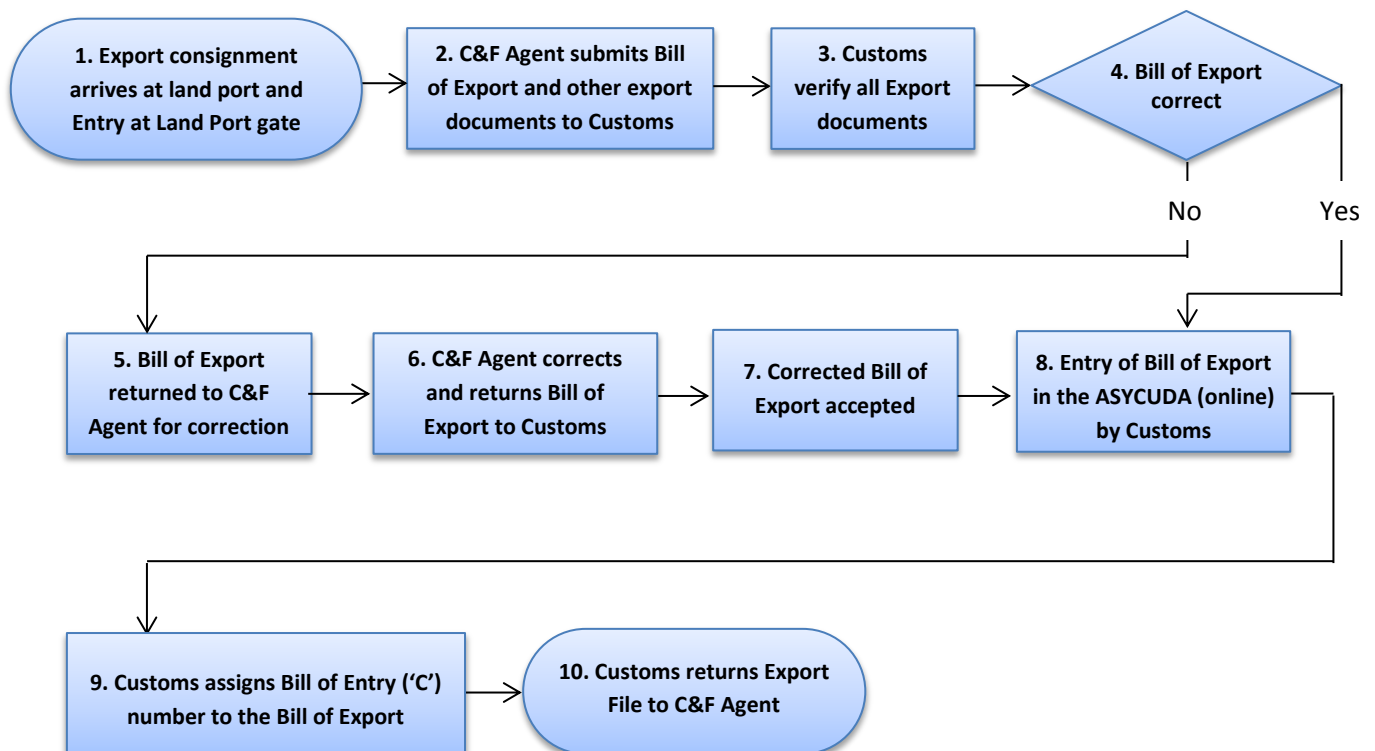 1. Export consignment
arrives at land port and
Entry at Land Port gate
2. C&F Agent submits Bill
of Export and other export
documents to Customs
3. Customs
verify all Export
documents
4. Bill of Export
correct
No
Yes
5. Bill of Export
returned to C&F
Agent for correction
6. C&F Agent corrects
and returns Bill of
Export to Customs
7. Corrected Bill of
Export accepted
8. Entry of Bill of Export
in the ASYCUDA (online)
by Customs
9. Customs assigns Bill of Entry (‘C’)
number to the Bill of Export
10. Customs returns Export
File to C&F Agent